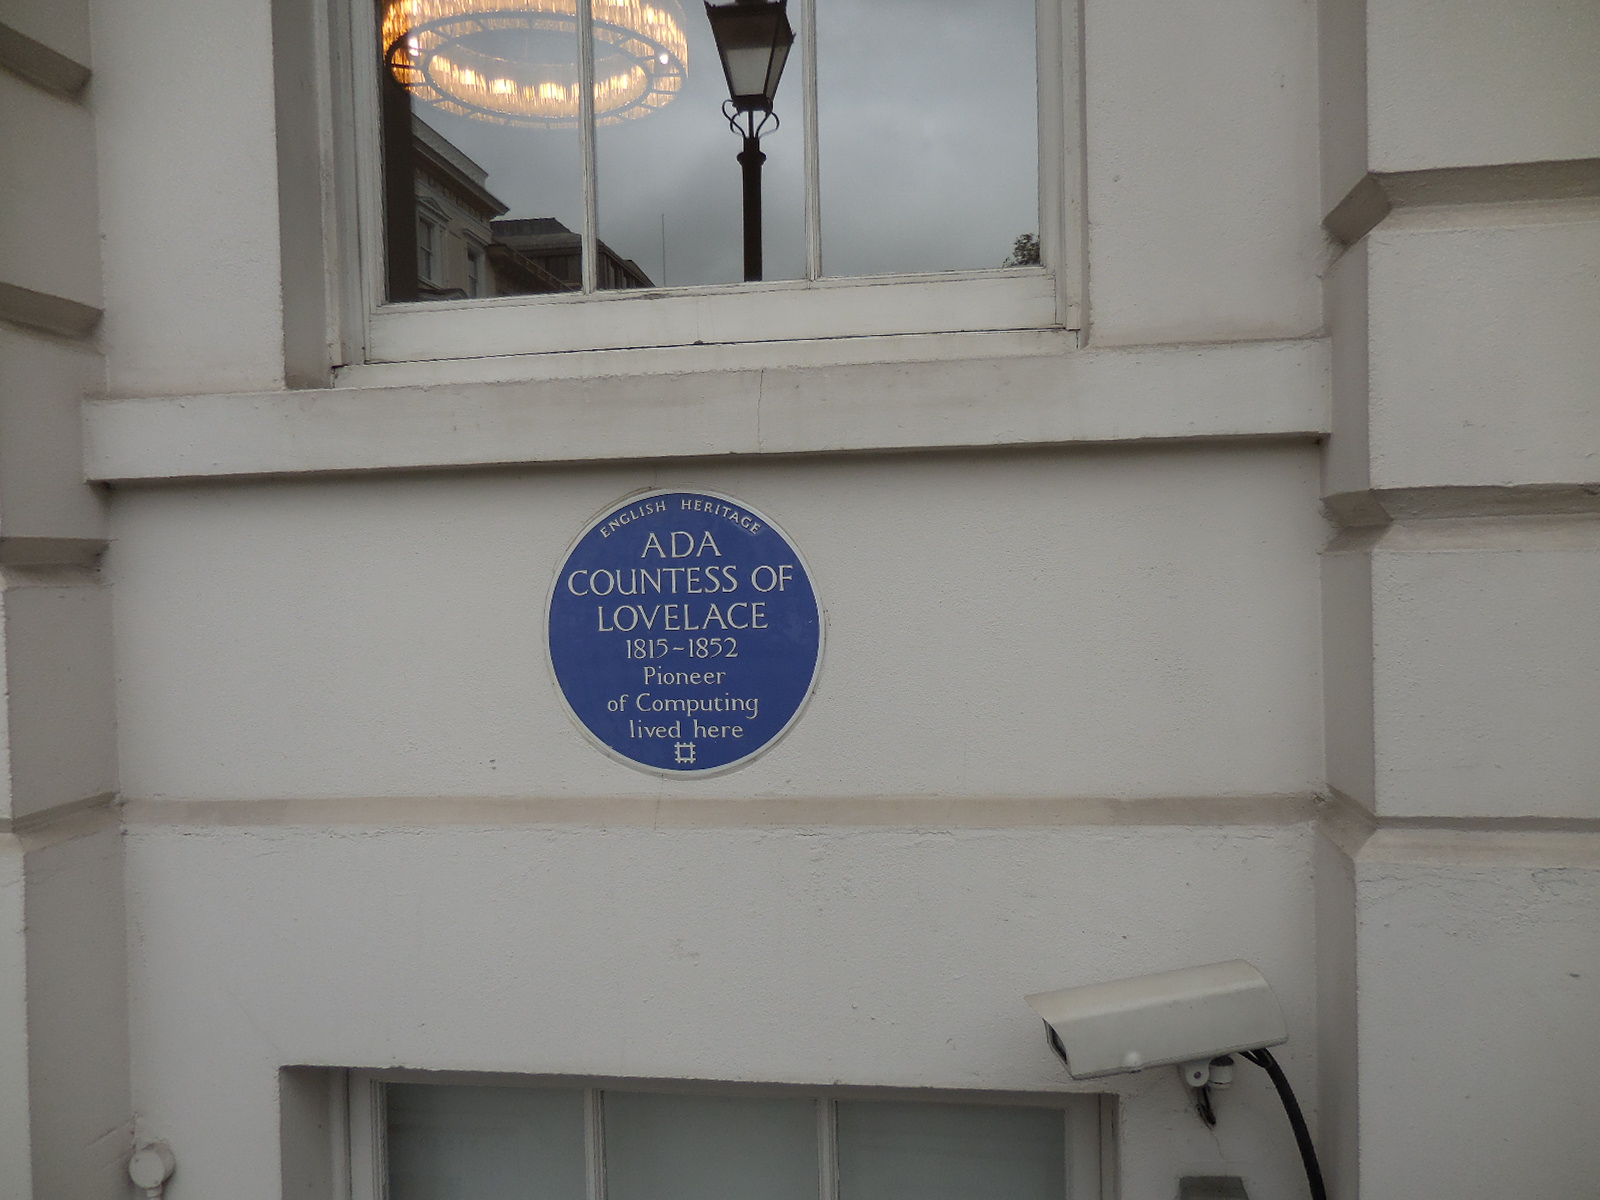 ENGLISH HERITAGE
ADA
COUNTESS OF
LOVELACE
1815-1852
Pioneer
of Computing
lived here